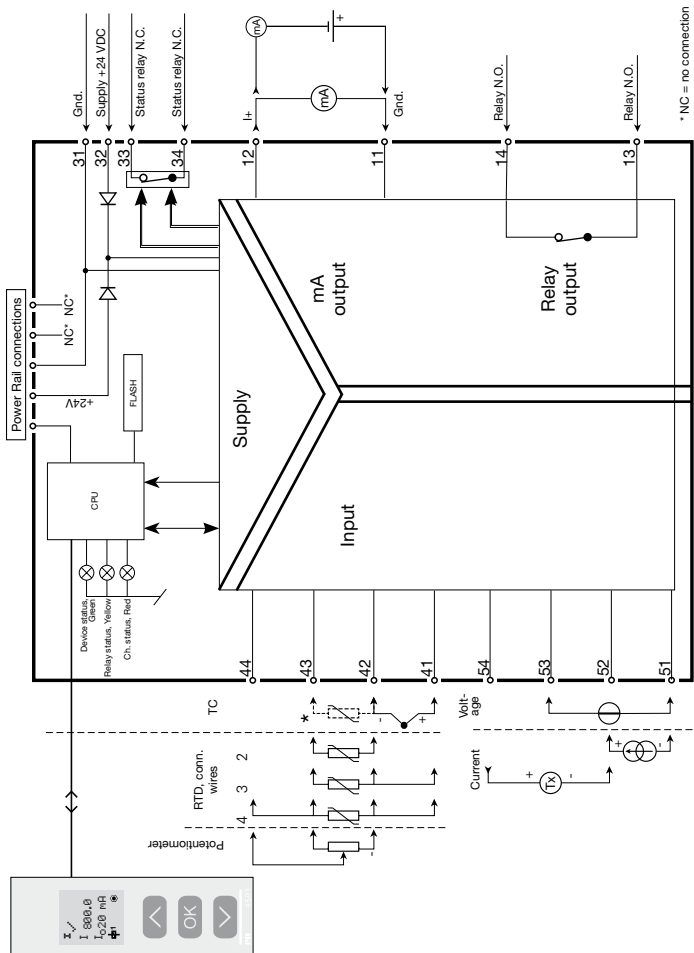 Gnd.
Supply +24 VDC
Status relay N.C.
Status relay N.C.
31
32
33
34
I+
mA
+
mA
Gnd.
12
11
Relay N.O.
Relay N.O.
14
13
* NC = no connection
Power Rail connections
NC*
NC*
+24V
FLASH
CPU
Device status,
Green
Relay status, Yellow
Ch. status, Red
Supply
mA
output
Relay
output
Input
44
43
42
41
54
53
52
51
TC
*
-
+
RTD, conn.
wires
2
3
4
Potentiometer
-
Volt-
age
Current
+
Tx
-
+
-
I 800.0
Io20 mA
OK